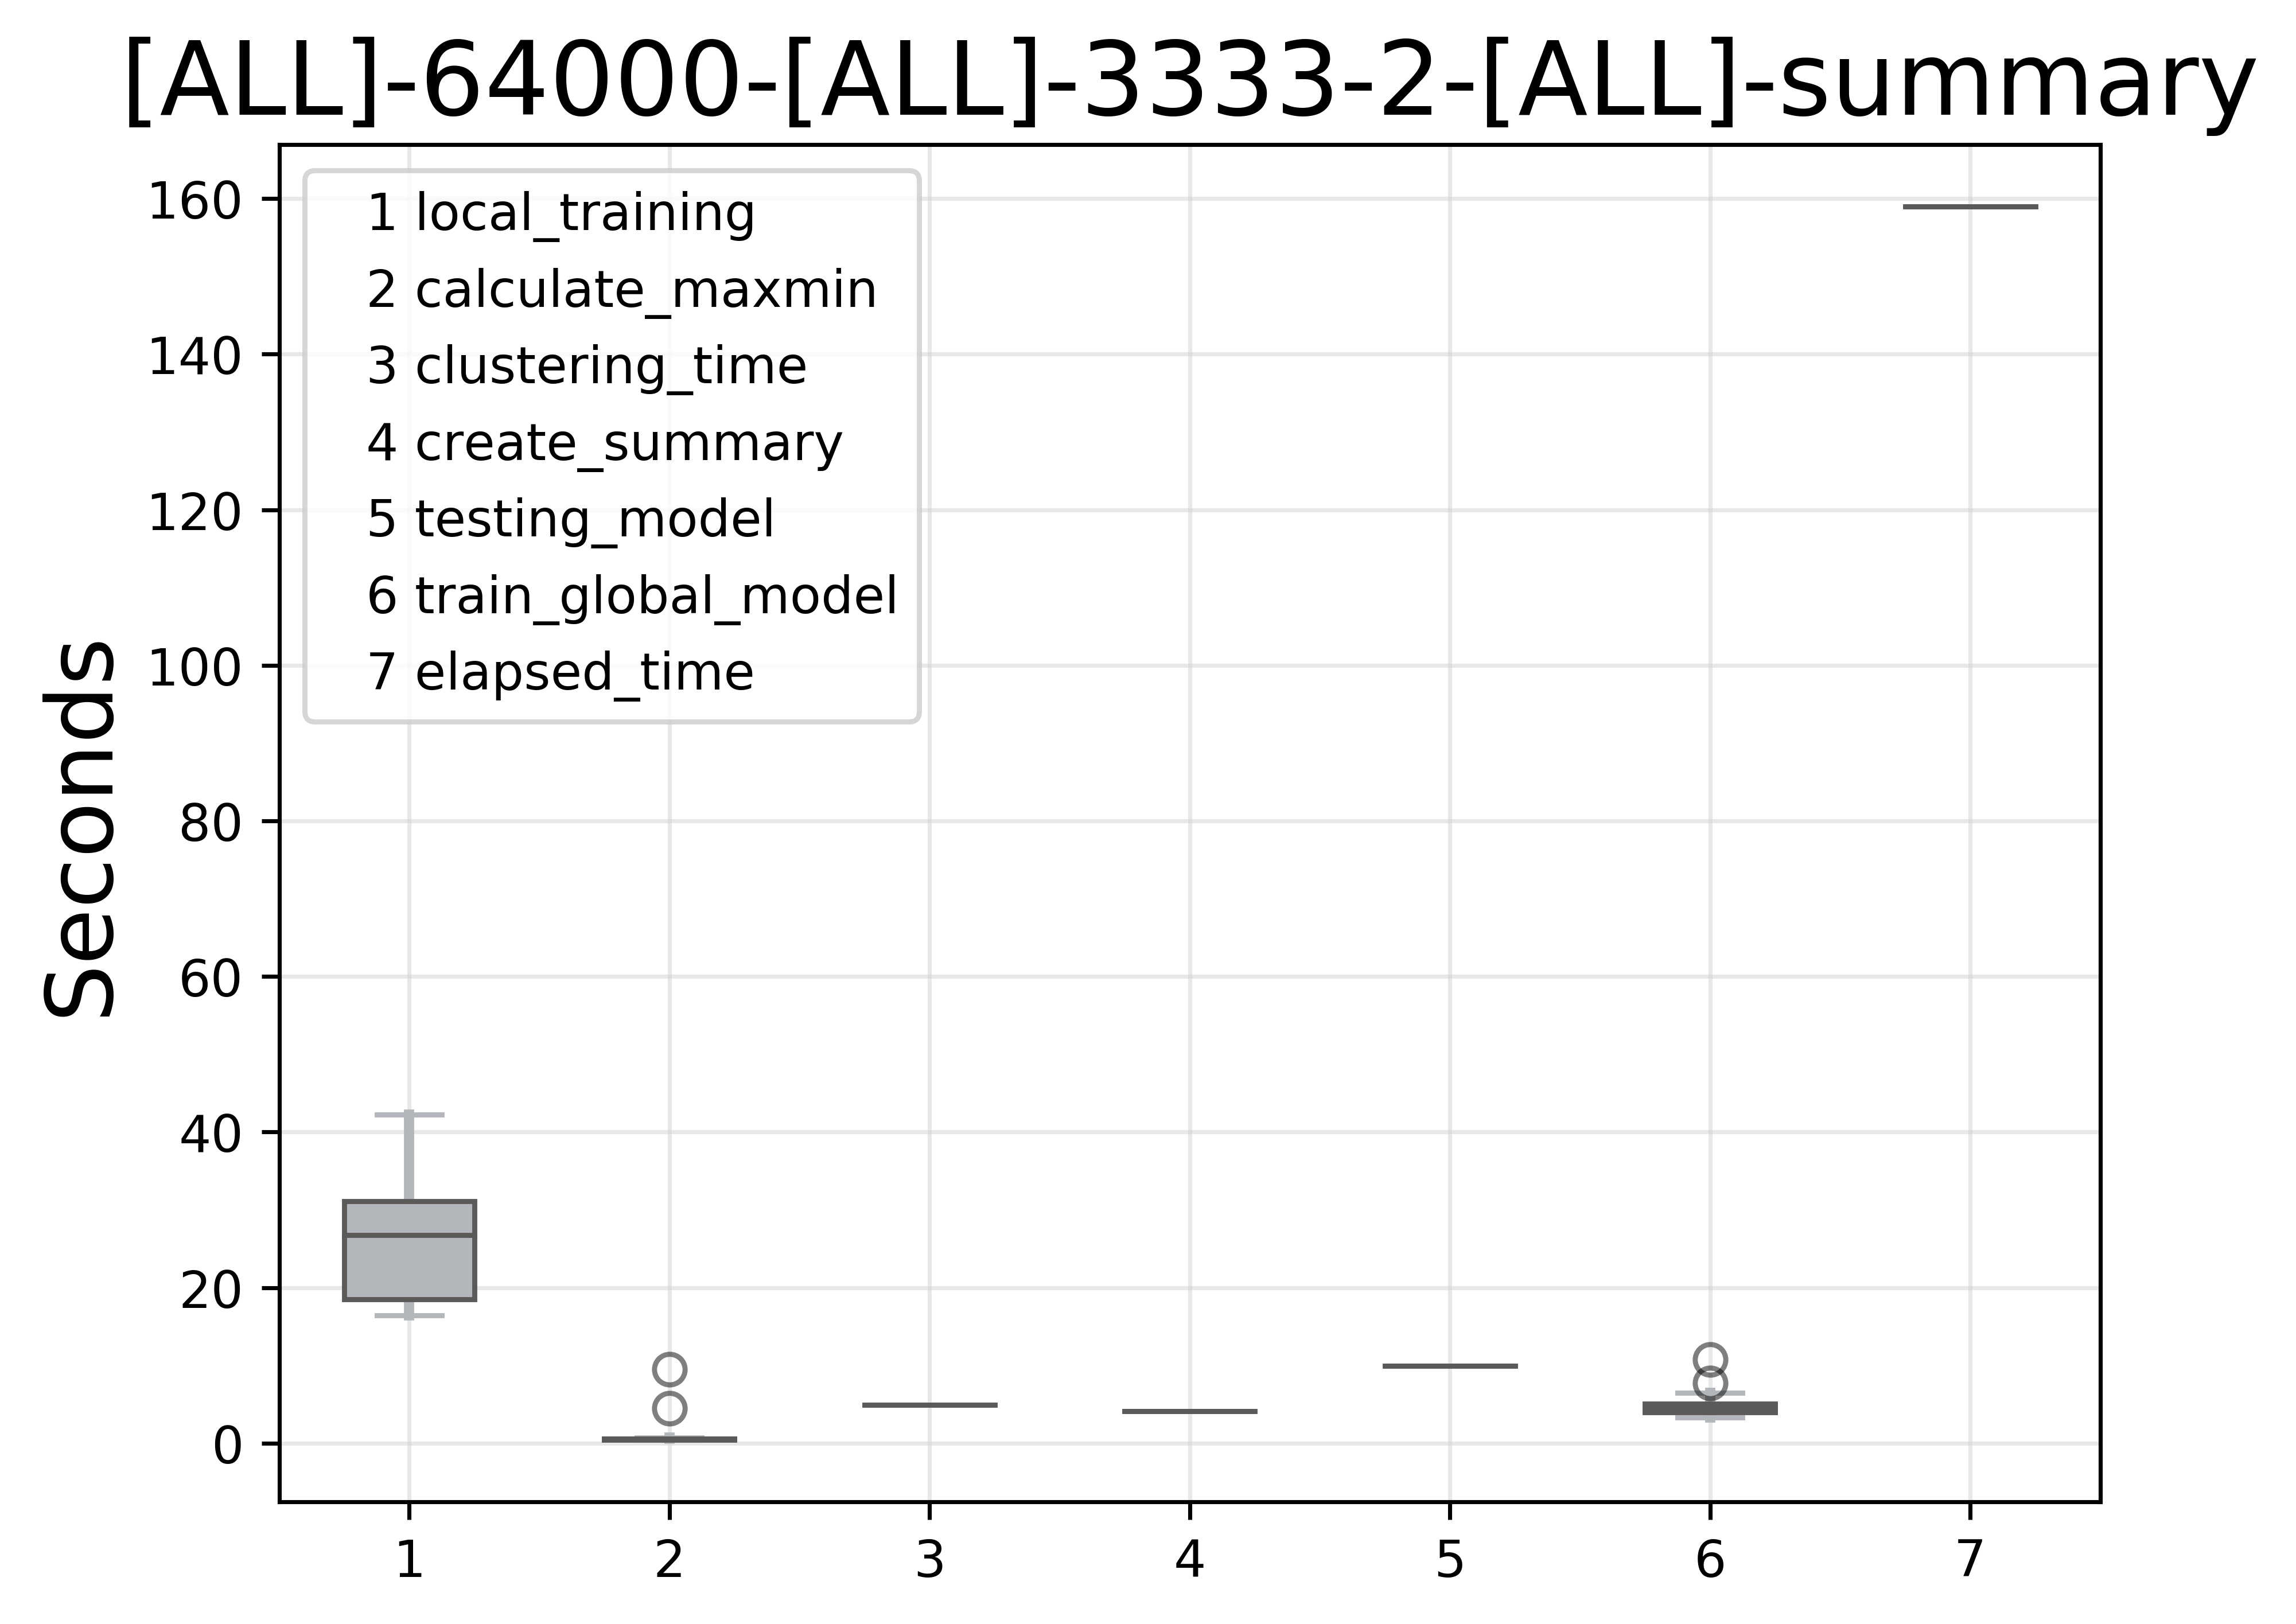 [ALL]-64000-[ALL]-3333-2-[ALL]-summary
1 local_training
2 calculate_maxmin
3 clustering_time
4 create_summary
5 testing_model
6 train_global_model
7 elapsed_time
Seconds
160
140
120
100
80
60
40
20
0
1 2 3 4 5 6 7